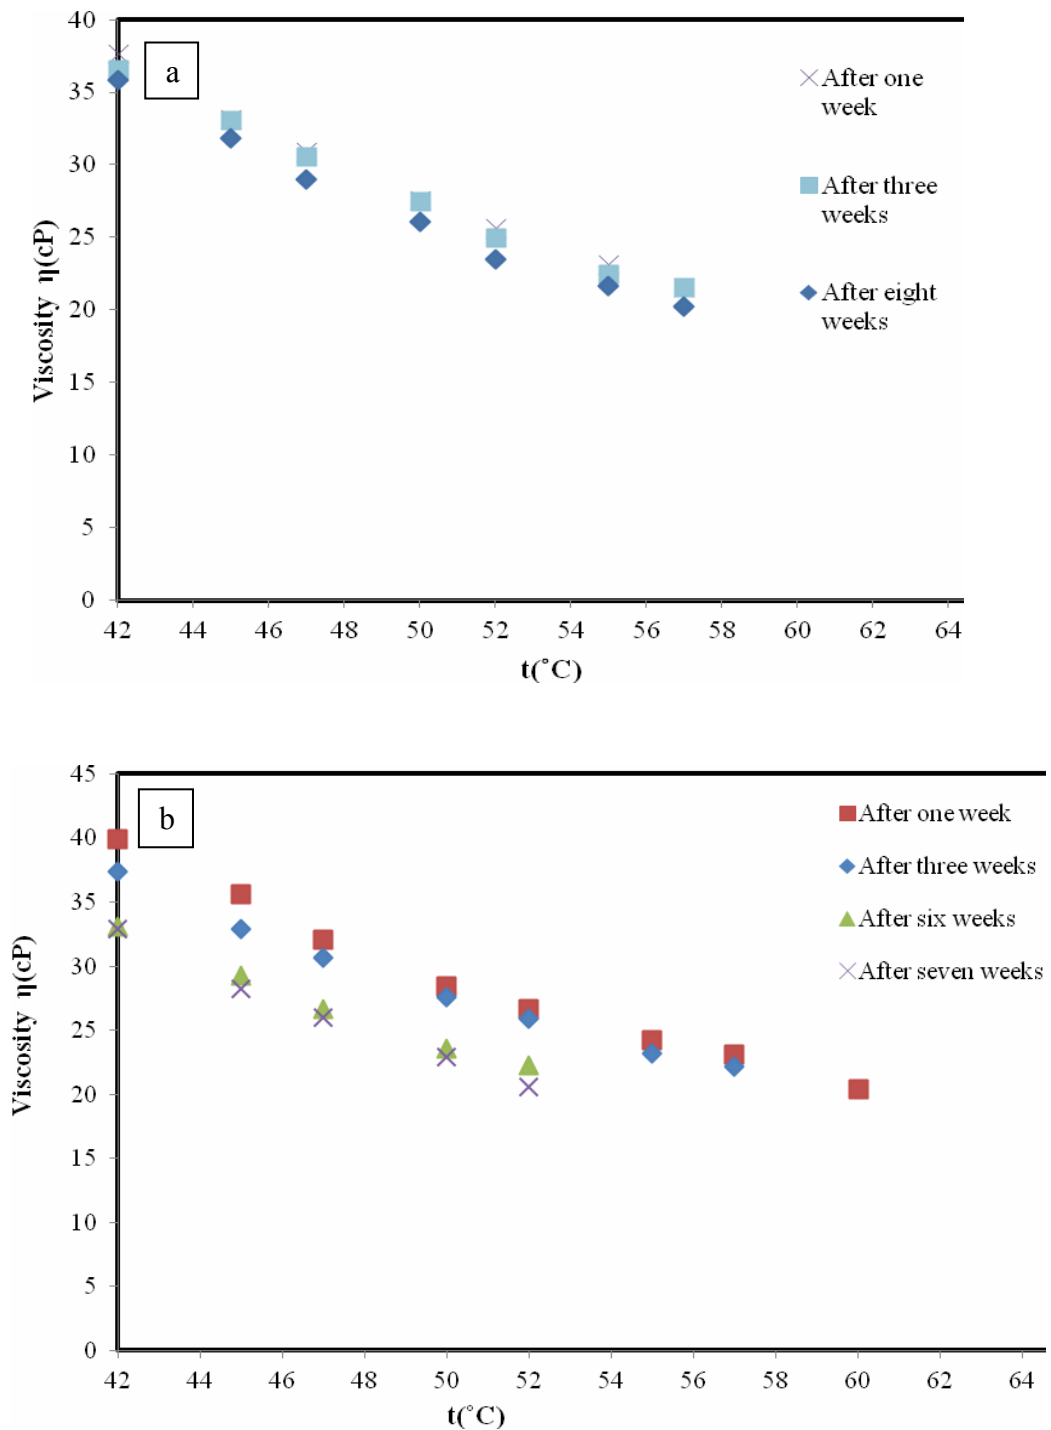 40
35
30
25
20
15
10
5
0
a
After one
week
After three
weeks
After eight
weeks
Viscosity η(cP)
42 44 46 48 50 52 54 56 58 60 62 64
t(˚C)
45
40
35
30
25
20
15
10
5
0
b
After one week
After three weeks
After six weeks
After seven weeks
Viscosity η(cP)
42 44 46 48 50 52 54 56 58 60 62 64
t(˚C)